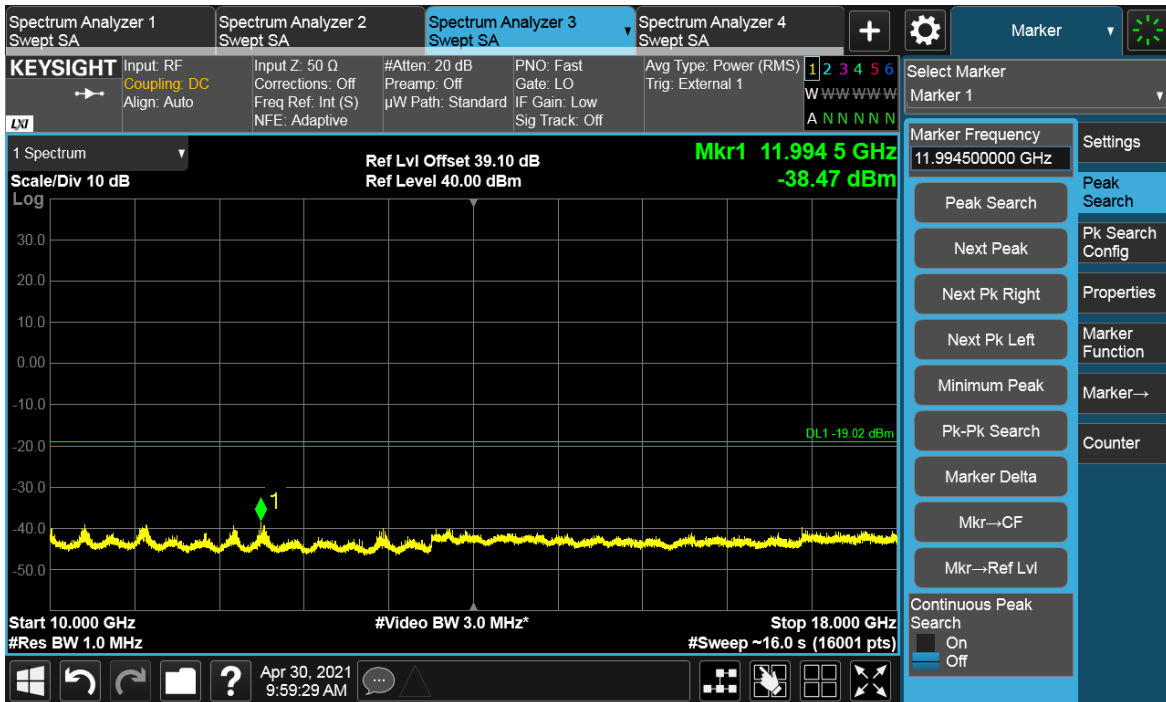 Spectrum Analyzer 1
Swept SA
Spectrum Analyzer 2
Swept SA
Spectrum Analyzer 3
Swept SA
Spectrum Analyzer 4
Swept SA
+
Marker
KEYSIGHT
LXI
Input: RF
Coupling: DC
Align: Auto
Input Z: 50 Ω
Corrections: Off
Freq Ref: Int (S)
NFE: Adaptive
#Atten: 20 dB
Preamp: Off
µW Path: Standard
PNO: Fast
Gate: LO
IF Gain: Low
Sig Track: Off
Avg Type: Power (RMS)
Trig: External 1
1 2 3 4 5 6
W W W W W W
A N N N N N
Select Marker
Marker 1
1 Spectrum
Scale/Div 10 dB
Log
Ref Lvl Offset 39.10 dB
Ref Level 40.00 dBm
Mkr1 11.994 5 GHz
-38.47 dBm
30.0
20.0
10.0
0.00
-10.0
-20.0
-30.0
-40.0
-50.0
DL1 -19.02 dBm
1
Start 10.000 GHz
#Res BW 1.0 MHz
#Video BW 3.0 MHz*
Stop 18.000 GHz
#Sweep ~16.0 s (16001 pts)
Marker Frequency
11.994500000 GHz
Peak Search
Next Peak
Next Pk Right
Next Pk Left
Minimum Peak
Pk-Pk Search
Marker Delta
Mkr→CF
Mkr→Ref Lvl
Continuous Peak
Search
On
Off
Settings
Peak
Search
Pk Search
Config
Properties
Marker
Function
Marker→
Counter
?
Apr 30, 2021
9:59:29 AM